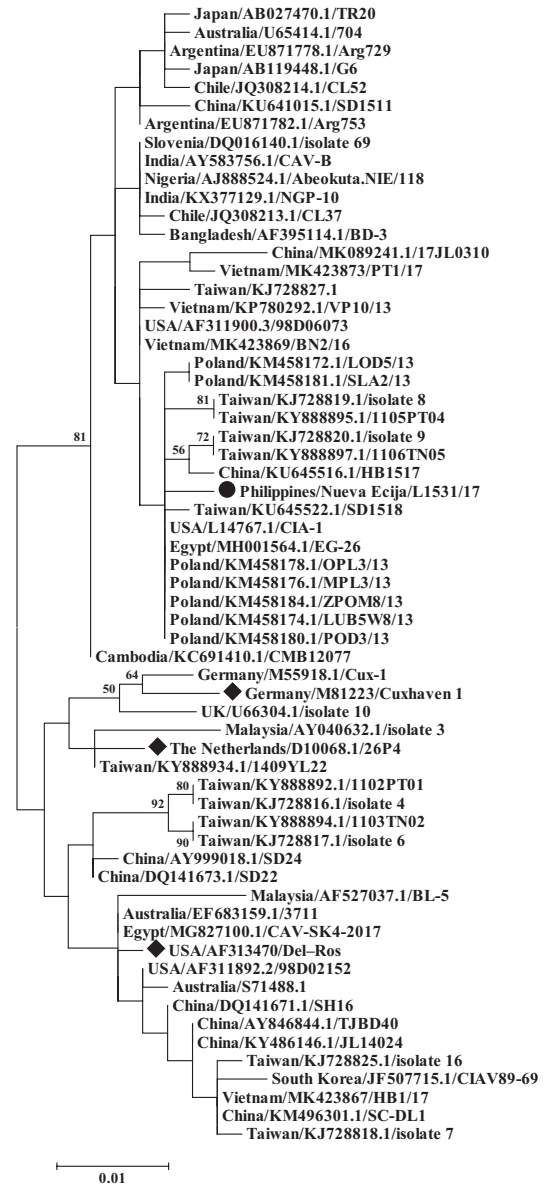 Japan/AB027470.1/TR20
Australia/U65414.1/704
Argentina/EU871778.1/Arg729
Japan/AB119448.1/G6
Chile/JQ308214.1/CL52
China/KU641015.1/SD1511
Argentina/EU871782.1/Arg753
Slovenia/DQ016140.1/isolate 69
India/AY583756.1/CAV-B
Nigeria/AJ888524.1/Abeokuta.NIE/118
India/KX377129.1/NGP-10
Chile/JQ308213.1/CL37
Bangladesh/AF395114.1/BD-3
China/MK089241.1/17JL0310
Vietnam/MK423873/PT1/17
Taiwan/KJ728827.1
Vietnam/KP780292.1/VP10/13
USA/AF311900.3/98D06073
Vietnam/MK423869/BN2/16
Poland/KM458172.1/LOD5/13
Poland/KM458181.1/SLA2/13
81 Taiwan/KJ728819.1/isolate 8
Taiwan/KY888895.1/1105PT04
72 Taiwan/KJ728820.1/isolate 9
56 Taiwan/KY888897.1/1106TN05
81 China/KU645516.1/HB1517
Philippines/Nueva Ecija/L1531/17
Taiwan/KU645522.1/SD1518
USA/L14767.1/CIA-1
Egypt/MH001564.1/EG-26
Poland/KM458178.1/OPL3/13
Poland/KM458176.1/MPL3/13
Poland/KM458184.1/ZPOM8/13
Poland/KM458174.1/LUB5W8/13
Poland/KM458180.1/POD3/13
Cambodia/KC691410.1/CMB12077
64 Germany/M55918.1/Cux-1
50 Germany/M81223/Cuxhaven 1
UK/U66304.1/isolate 10
Malaysia/AY040632.1/isolate 3
The Netherlands/D10068.1/26P4
Taiwan/KY888934.1/1409YL22
80 Taiwan/KY888892.1/1102PT01
92 Taiwan/KJ728816.1/isolate 4
Taiwan/KY888894.1/1103TN02
90 Taiwan/KJ728817.1/isolate 6
China/AY999018.1/SD24
China/DQ141673.1/SD22
Malaysia/AF527037.1/BL-5
Australia/EF683159.1/3711
Egypt/MG827100.1/CAV-SK4-2017
USA/AF313470/Del–Ros
USA/AF311892.2/98D02152
Australia/S71488.1
China/DQ141671.1/SH16
China/AY846844.1/TJBD40
China/KY486146.1/JL14024
Taiwan/KJ728825.1/isolate 16
South Korea/JF507715.1/CIAV89-69
Vietnam/MK423867/HB1/17
China/KM496301.1/SC-DL1
Taiwan/KJ728818.1/isolate 7
0.01